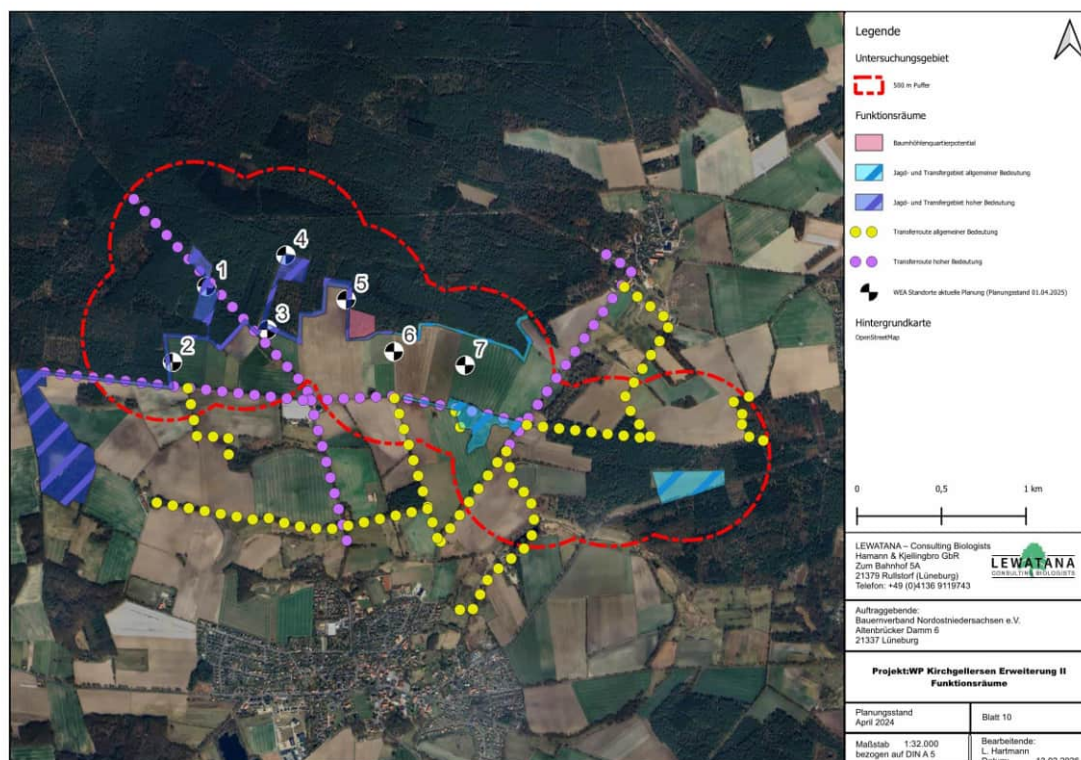 Legende
Untersuchungsgebiet
500 m Puffer
Funktionsräume
Baumhöhlenquartierpotential
Jagd- und Transfergebiet allgemeiner Bedeutung
Jagd- und Transfergebiet hoher Bedeutung
Transferroute allgemeiner Bedeutung
Transferroute hoher Bedeutung
WEA Standorte aktuelle Planung (Planungsstand 01.04.2025)
Hintergrundkarte
OpenStreetMap
1
2
3
4
5
6
7
0 0,5 1 km
LEWATANA – Consulting Biologists
Hamann & Kjellingbro GbR
Zum Bahnhof 5A
21379 Rullstorf (Lüneburg)
Telefon: +49 (0)4136 9119743
LEWATANA
CONSULTING BIOLOGISTS
Auftraggebende:
Bauernverband Nordostniedersachsen e.V.
Altenbrücker Damm 6
21337 Lüneburg
Projekt:WP Kirchgellersen Erweiterung II
Funktionsräume
Planungsstand
April 2024
Blatt 10
Maßstab 1:32.000
bezogen auf DIN A 5
Bearbeitende:
L. Hartmann